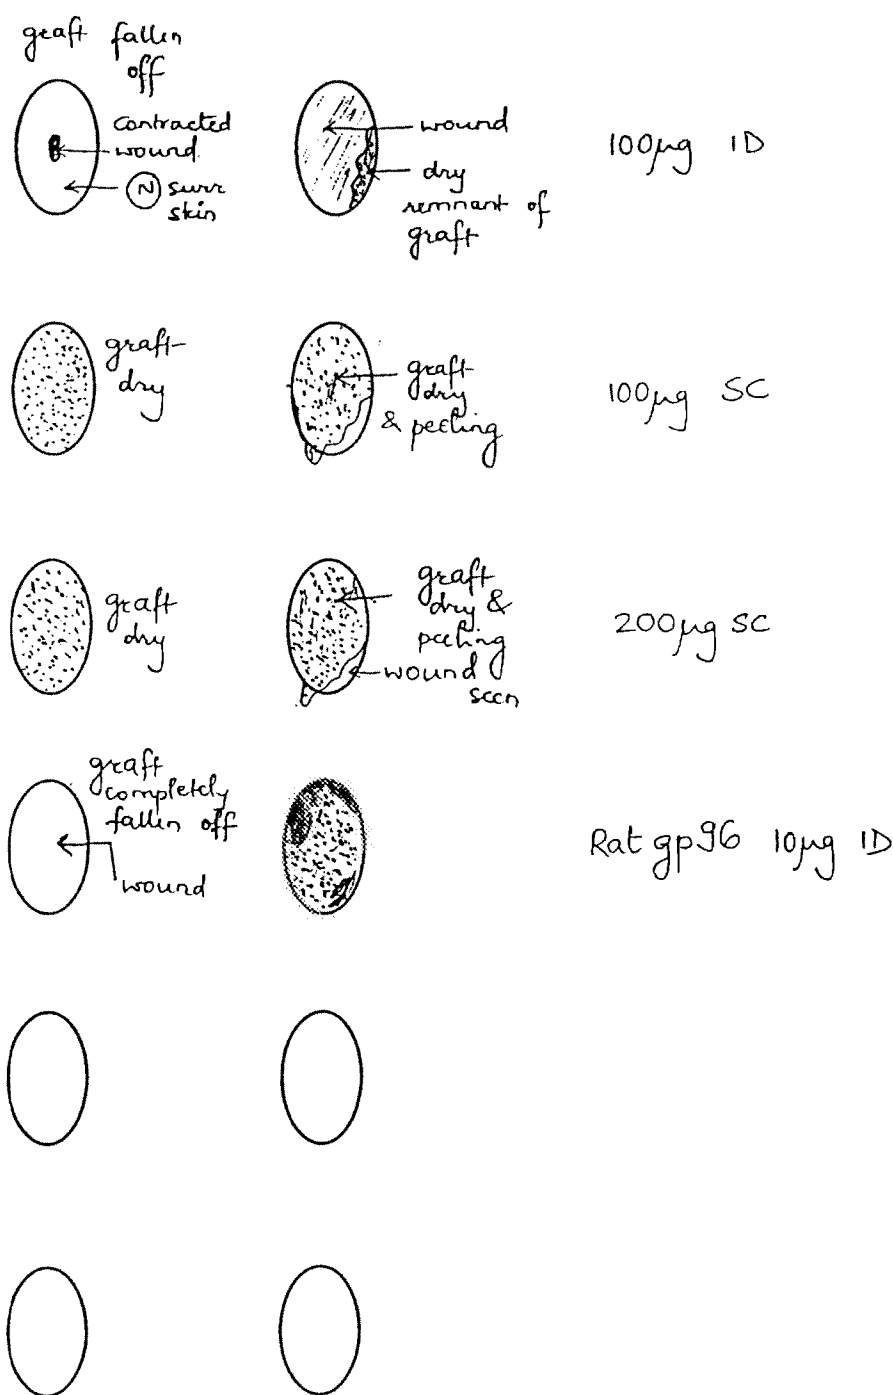 graft fallen
off
contracted
wound
N surr
skin
wound
dry
remnant of
graft
100µg ID
graft
dry
graft
dry
& peeling
100µg SC
graft
dry
graft
dry &
peeling
wound
seen
200µg SC
graft
completely
fallen off
wound
Rat gp96 10µg ID